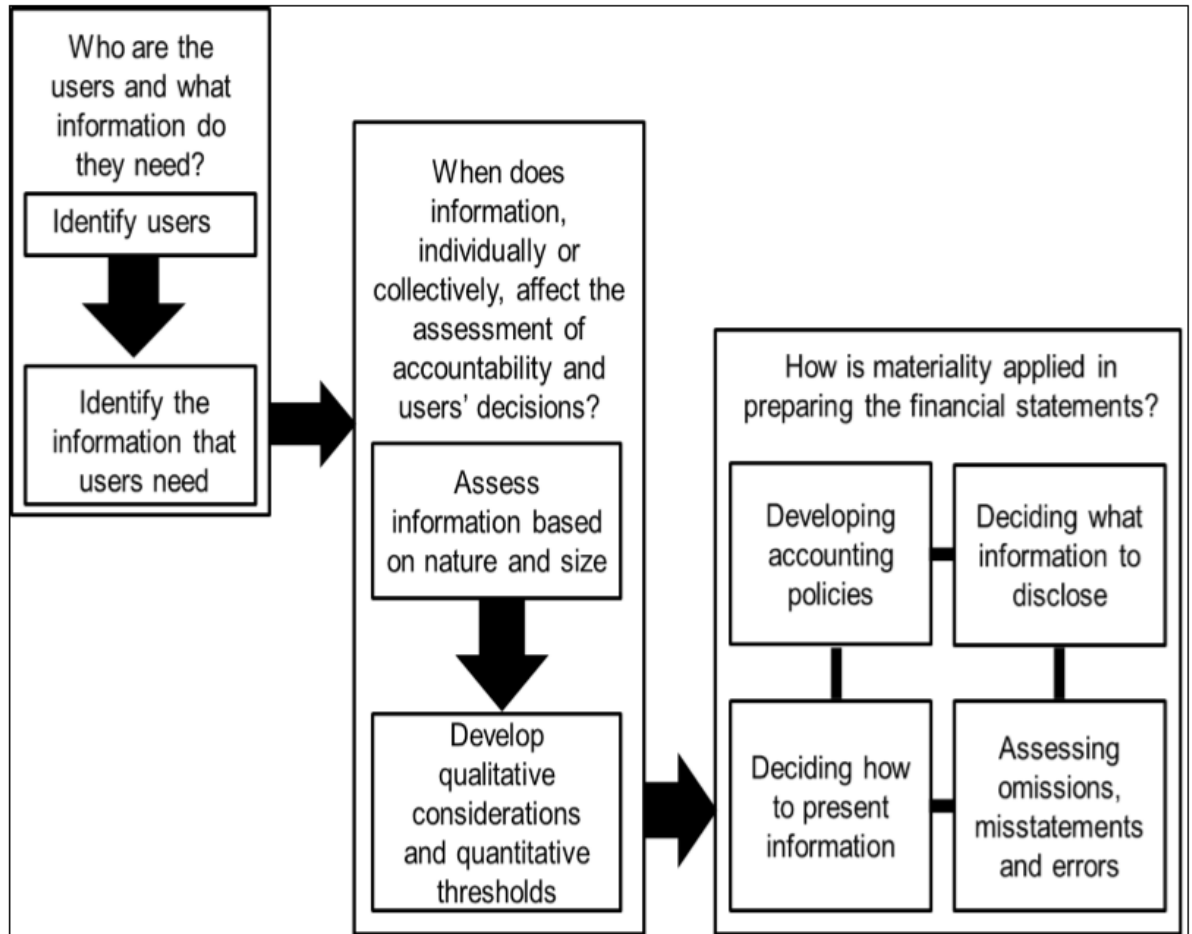 Who are the
users and what
information do
they need?
Identify users
Identify the
information that
users need
When does
information,
individually or
collectively, affect the
assessment of
accountability and
users' decisions?
Assess
information based
on nature and size
Develop
qualitative
considerations
and quantitative
thresholds
How is materiality applied in
preparing the financial statements?
Developing
accounting
policies
Deciding what
information to
disclose
Deciding how
to present
information
Assessing
omissions,
misstatements
and errors